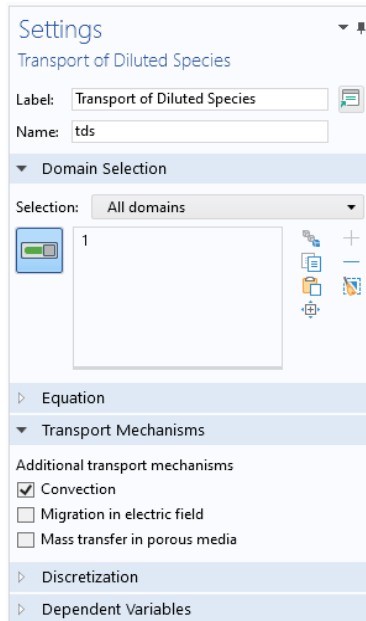 Settings
Transport of Diluted Species
Label: Transport of Diluted Species
Name: tds
Domain Selection
Selection: All domains
1
Equation
Transport Mechanisms
Additional transport mechanisms
Convection
Migration in electric field
Mass transfer in porous media
Discretization
Dependent Variables